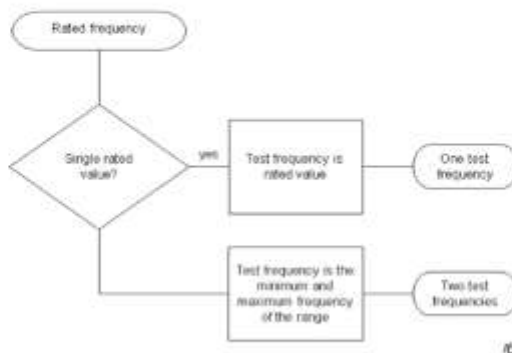 Rated frequency
Single rated
value?
yes
Test frequency is
rated value
One test
frequency
Test frequency is the
minimum and
maximum frequency
of the range
Two test
frequencies